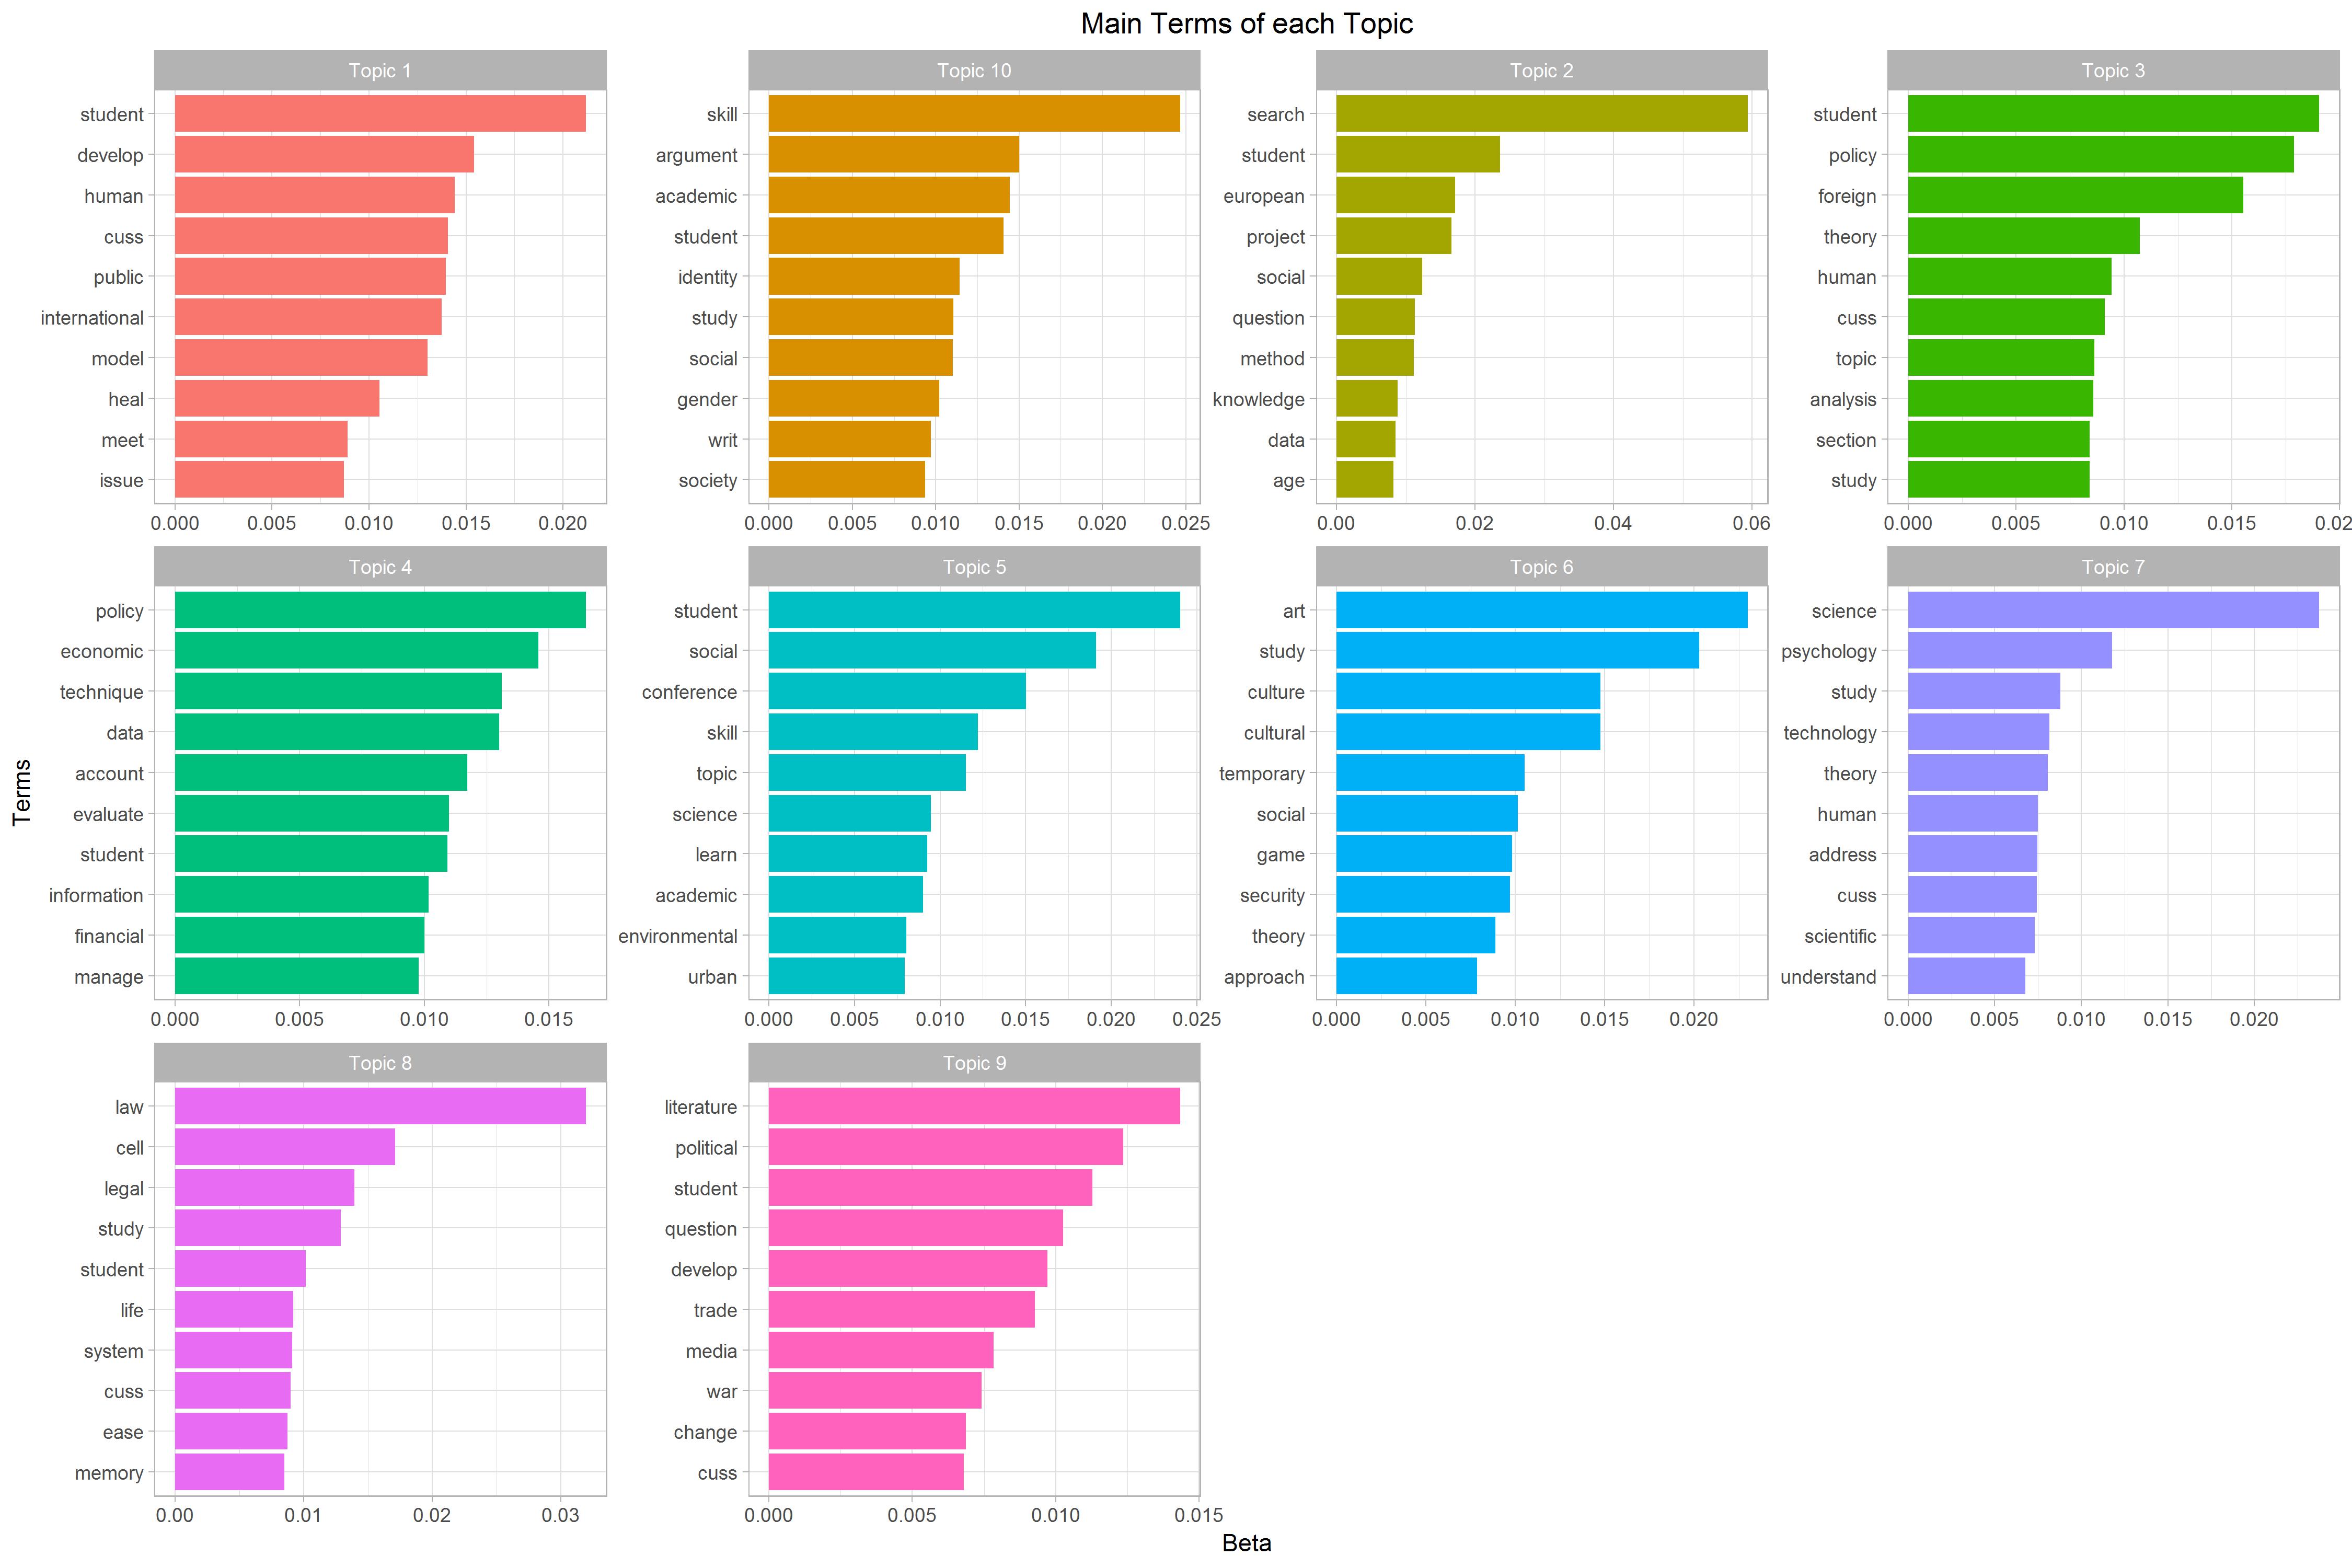 Main Terms of each Topic
Topic 1
student
develop
human
cuss
public
international
model
heal
meet
issue
0.000 0.005 0.010 0.015 0.020
Topic 10
skill
argument
academic
student
identity
study
social
gender
writ
society
0.000 0.005 0.010 0.015 0.020 0.025
Topic 2
search
student
european
project
social
question
method
knowledge
data
age
0.00 0.02 0.04 0.06
Topic 3
student
policy
foreign
theory
human
cuss
topic
analysis
section
study
0.000 0.005 0.010 0.015 0.02
Terms
Topic 4
policy
economic
technique
data
account
evaluate
student
information
financial
manage
0.000 0.005 0.010 0.015
Topic 5
student
social
conference
skill
topic
science
learn
academic
environmental
urban
0.000 0.005 0.010 0.015 0.020 0.025
Topic 6
art
study
culture
cultural
temporary
social
game
security
theory
approach
0.000 0.005 0.010 0.015 0.020
Topic 7
science
psychology
study
technology
theory
human
address
cuss
scientific
understand
0.000 0.005 0.010 0.015 0.020
Topic 8
law
cell
legal
study
student
life
system
cuss
ease
memory
0.00 0.01 0.02 0.03
Topic 9
literature
political
student
question
develop
trade
media
war
change
cuss
0.000 0.005 0.010 0.015
Beta